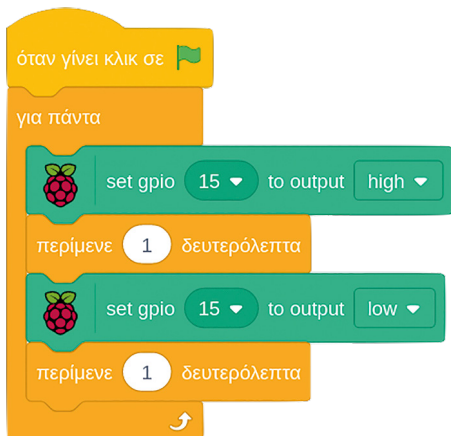 όταν γίνει κλικ σε
για πάντα
set gpio 15 to output high
περίμενε 1 δευτερόλεπτα
set gpio 15 to output low
περίμενε 1 δευτερόλεπτα